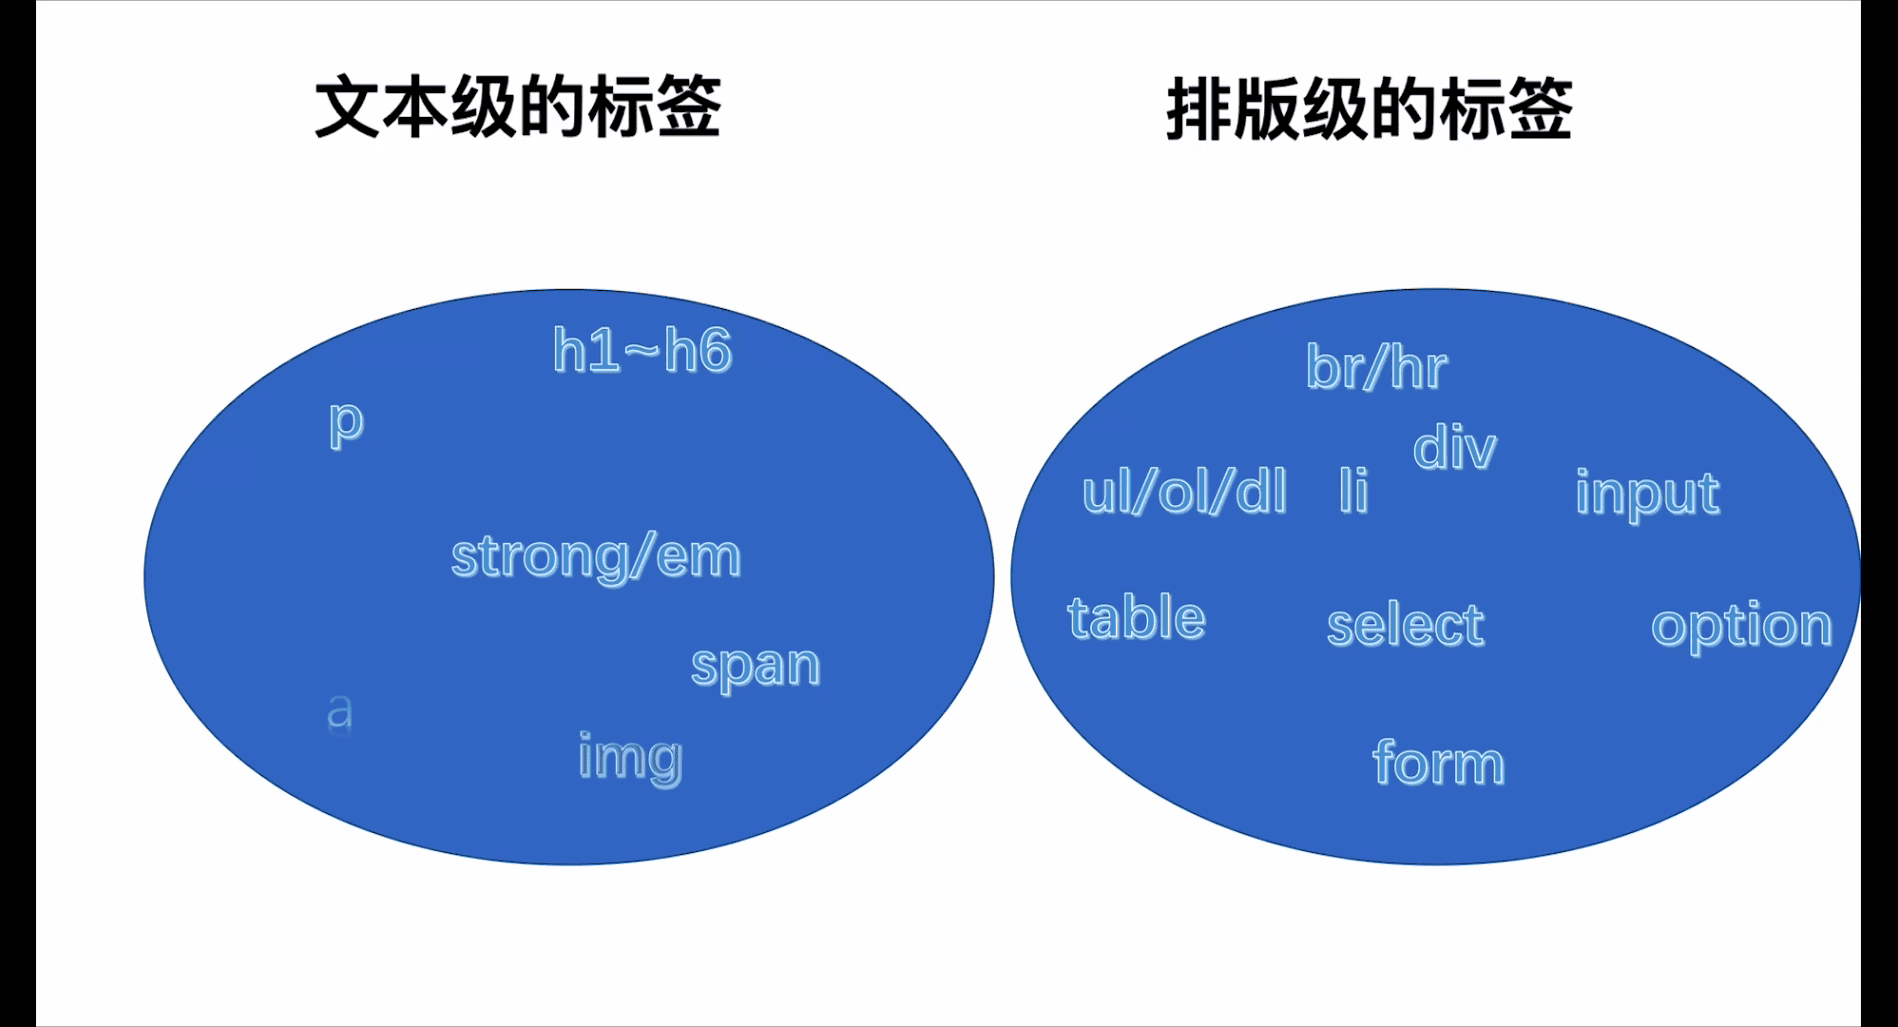 文本级的标签
排版级的标签
h1~h6
p
strong/em
span
a
img
br/hr
div
ul/ol/dl li
input
table select option
form